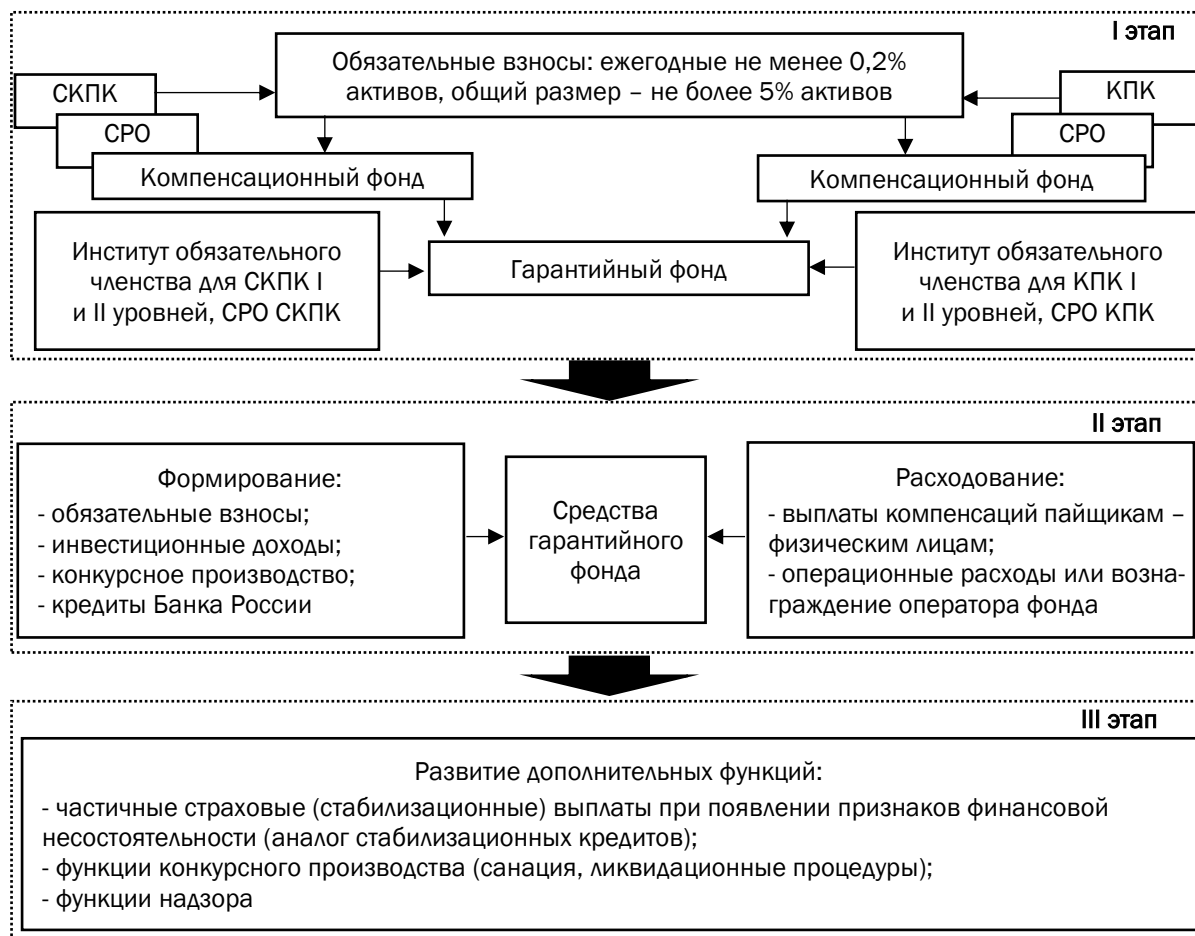 I этап
Обязательные взносы: ежегодные не менее 0,2%
активов, общий размер – не более 5% активов
СКПК
КПК
СРО
СРО
Компенсационный фонд
Компенсационный фонд
Институт обязательного
членства для СКПК I
и II уровней, СРО СКПК
Гарантийный фонд
Институт обязательного
членства для КПК I
и II уровней, СРО КПК
II этап
Формирование:
- обязательные взносы;
- инвестиционные доходы;
- конкурсное производство;
- кредиты Банка России
Средства
гарантийного
фонда
Расходование:
- выплаты компенсаций пайщикам –
физическим лицам;
- операционные расходы или возна-
граждение оператора фонда
III этап
Развитие дополнительных функций:
- частичные страховые (стабилизационные) выплаты при появлении признаков финансовой
несостоятельности (аналог стабилизационных кредитов);
- функции конкурсного производства (санация, ликвидационные процедуры);
- функции надзора